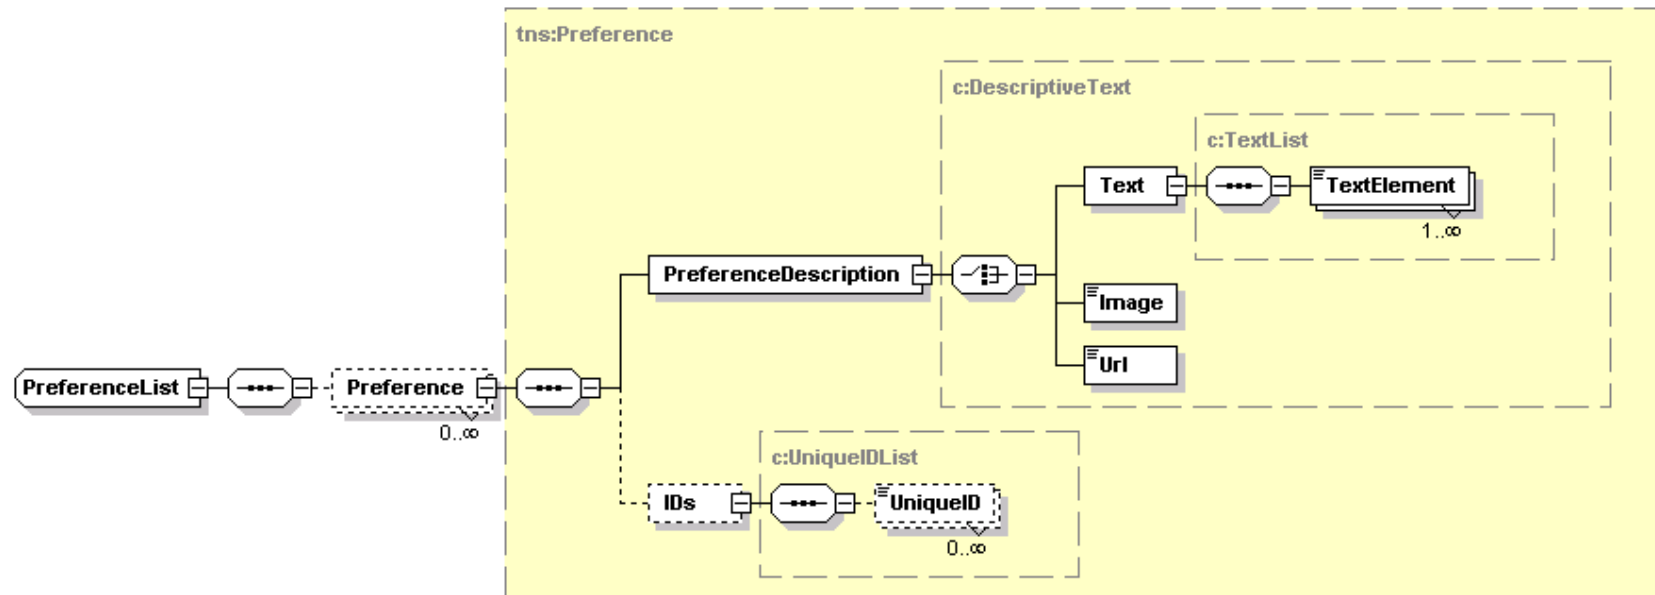 tns:Preference
c:DescriptiveText
c:TextList
Text
TextElement
1..∞
PreferenceDescription
Image
Url
PreferenceList
Preference
0..∞
c:UniqueIDList
IDs
UniqueID
0..∞